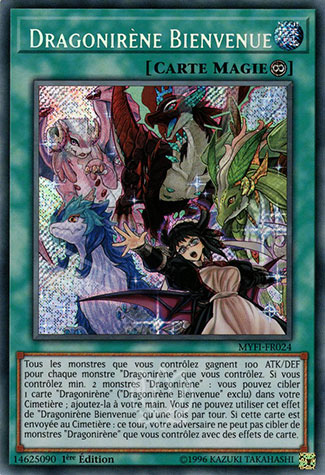 Dragonirène Bienvenue
[Carte Magie]
MYFI-FR024
Tous les monstres que vous contrôlez gagnent 100 ATK/DEF
pour chaque monstre "Dragonirène" que vous contrôlez. Si vous
contrôlez min. 2 monstres "Dragonirène" : vous pouvez cibler
1 carte "Dragonirène" ("Dragonirène Bienvenue" exclu) dans votre
Cimetière ; ajoutez-la à votre main. Vous ne pouvez utiliser cet effet
de "Dragonirène Bienvenue" qu'une fois par tour. Si cette carte est
envoyée au Cimetière : ce tour, votre adversaire ne peut pas cibler de
monstres "Dragonirène" que vous contrôlez avec des effets de carte.
14625090 1ère Edition
©1996 KAZUKI TAKAHASHI